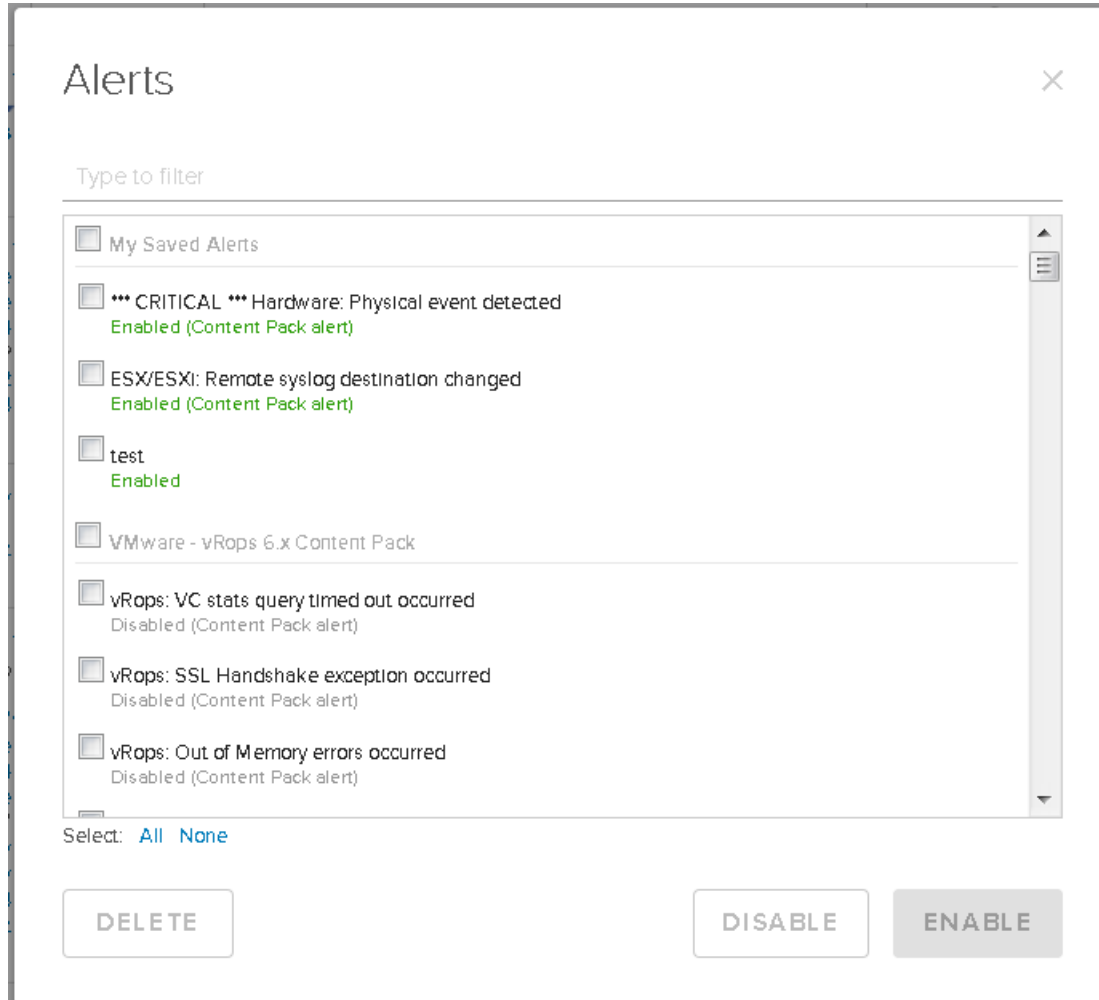 Alerts
Type to filter
My Saved Alerts
*** CRITICAL *** Hardware: Physical event detected
Enabled (Content Pack alert)
ESX/ESXi: Remote syslog destination changed
Enabled (Content Pack alert)
test
Enabled
VMware - vRops 6.x Content Pack
vRops: VC stats query timed out occurred
Disabled (Content Pack alert)
vRops: SSL Handshake exception occurred
Disabled (Content Pack alert)
vRops: Out of Memory errors occurred
Disabled (Content Pack alert)
Select: All None
DELETE
DISABLE
ENABLE